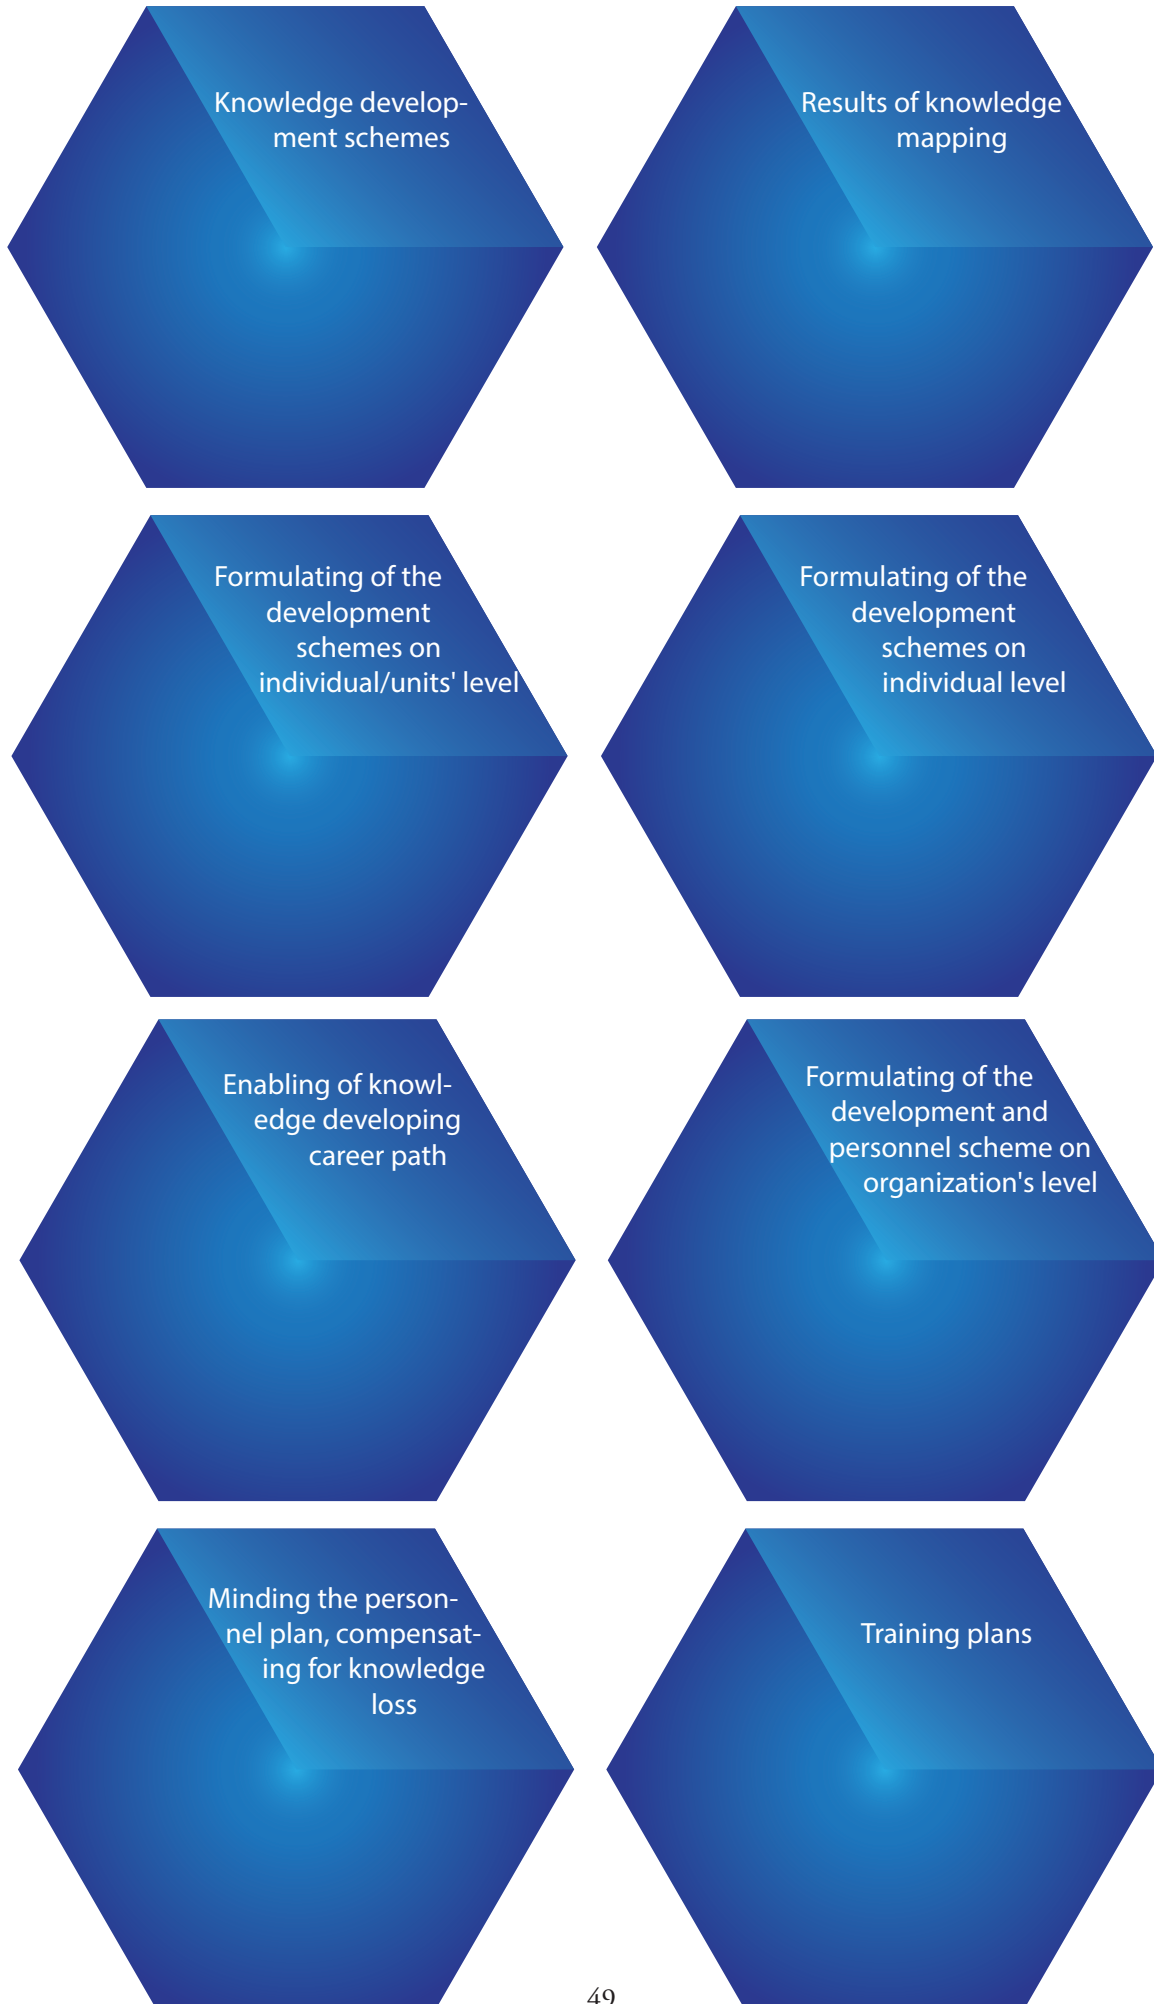 Knowledge develop-
ment schemes
Results of knowledge
mapping
Formulating of the
development
schemes on
individual/units' level
Formulating of the
development
schemes on
individual level
Enabling of knowl-
edge developing
career path
Formulating of the
development and
personnel scheme on
organization's level
Minding the person-
nel plan, compensat-
ing for knowledge
loss
Training plans
49